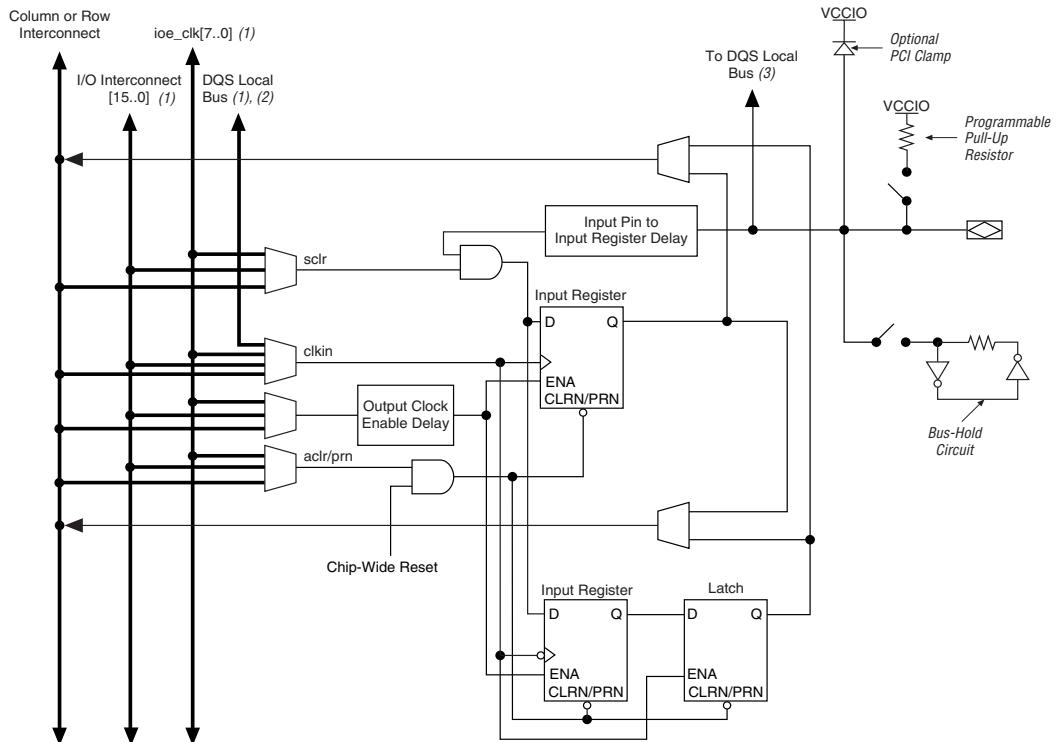 Column or Row
Interconnect
ioe_clk[7..0] (1)
I/O Interconnect
[15..0] (1)
DQS Local
Bus (1), (2)
To DQS Local
Bus (3)
VCCIO
Optional
PCI Clamp
VCCIO
Programmable
Pull-Up
Resistor
Input Pin to
Input Register Delay
sclr
Input Register
D Q
clkin
ENA
CLRN/PRN
Output Clock
Enable Delay
aclr/prn
Bus-Hold
Circuit
Chip-Wide Reset
Input Register
D Q
ENA
CLRN/PRN
Latch
D Q
ENA
CLRN/PRN